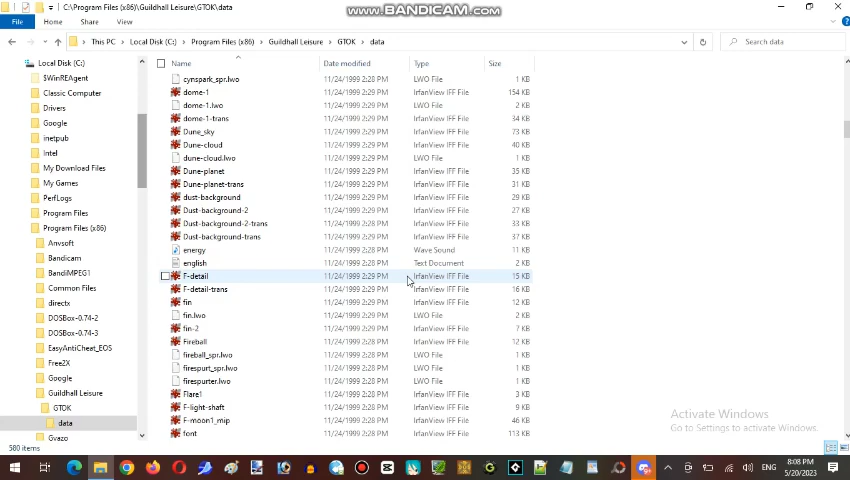 C:\Program Files (x86)\Guildhall Leisure\GTOK\data
www.BANDICAM.com
File Home Share View
This PC Local Disk (C:) Program Files (x86) Guildhall Leisure GTOK data
Search data
Name Date modified Type Size
Local Disk (C:)
$WinREAgent
Classic Computer
Drivers
Google
inetpub
Intel
My Download Files
My Games
PerfLogs
Program Files
Program Files (x86)
Anvsoft
Bandicam
BandiMPEG1
Common Files
directx
DOSBox-0.74-2
DOSBox-0.74-3
EasyAntiCheat_EOS
Free2X
Google
Guildhall Leisure
GTOK
data
Gvazo
cynspark_spr.lwo 11/24/1999 2:28 PM LWO File 1 KB
dome-1 11/24/1999 2:29 PM IrfanView IFF File 154 KB
dome-1.lwo 11/24/1999 2:28 PM LWO File 2 KB
dome-1-trans 11/24/1999 2:29 PM IrfanView IFF File 34 KB
Dune_sky 11/24/1999 2:29 PM IrfanView IFF File 73 KB
Dune-cloud 11/24/1999 2:29 PM IrfanView IFF File 40 KB
dune-cloud.lwo 11/24/1999 2:28 PM LWO File 1 KB
Dune-planet 11/24/1999 2:29 PM IrfanView IFF File 35 KB
Dune-planet-trans 11/24/1999 2:29 PM IrfanView IFF File 31 KB
dust-background 11/24/1999 2:29 PM IrfanView IFF File 29 KB
Dust-background-2 11/24/1999 2:29 PM IrfanView IFF File 27 KB
Dust-background-2-trans 11/24/1999 2:29 PM IrfanView IFF File 33 KB
Dust-background-trans 11/24/1999 2:29 PM IrfanView IFF File 37 KB
energy 11/24/1999 2:29 PM Wave Sound 11 KB
english 11/24/1999 2:28 PM Text Document 2 KB
F-detail 11/24/1999 2:29 PM IrfanView IFF File 15 KB
F-detail-trans 11/24/1999 2:29 PM IrfanView IFF File 16 KB
fin 11/24/1999 2:29 PM IrfanView IFF File 12 KB
fin.lwo 11/24/1999 2:28 PM LWO File 2 KB
fin-2 11/24/1999 2:29 PM IrfanView IFF File 7 KB
Fireball 11/24/1999 2:28 PM IrfanView IFF File 12 KB
fireball_spr.lwo 11/24/1999 2:28 PM LWO File 1 KB
firespurt_spr.lwo 11/24/1999 2:28 PM LWO File 1 KB
firespurter.lwo 11/24/1999 2:28 PM LWO File 1 KB
Flare1 11/24/1999 2:28 PM IrfanView IFF File 3 KB
F-light-shaft 11/24/1999 2:29 PM IrfanView IFF File 9 KB
F-moon1_mip 11/24/1999 2:28 PM IrfanView IFF File 46 KB
font 11/24/1999 2:29 PM IrfanView IFF File 113 KB
Activate Windows
Go to Settings to activate Windows.
580 items
ENG
8:08 PM
5/20/2023